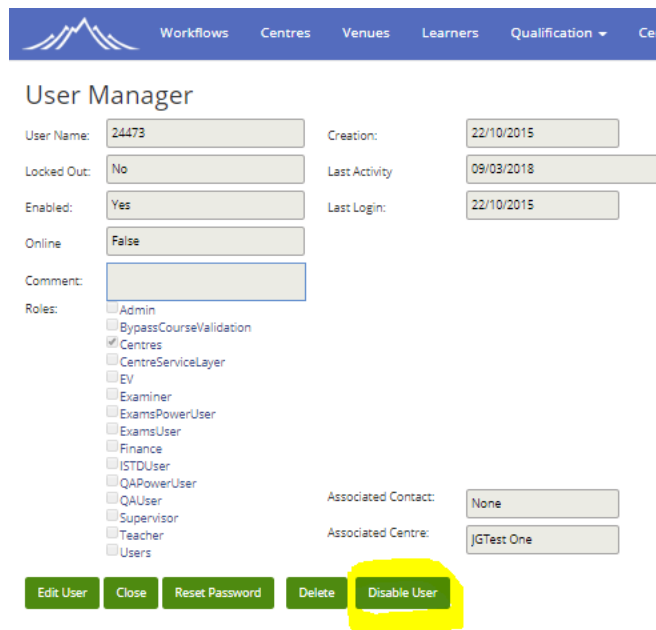 Workflows Centres Venues Learners Qualification Ce
User Manager
User Name: 24473 Creation: 22/10/2015
Locked Out: No Last Activity 09/03/2018
Enabled: Yes Last Login: 22/10/2015
Online False
Comment:
Roles: Admin
BypassCourseValidation
Centres
CentreServiceLayer
EV
Examiner
ExamsPowerUser
ExamsUser
Finance
ISTDUser
QAPowerUser
QAUser Associated Contact: None
Supervisor
Teacher Associated Centre: JGTest One
Users
Edit User Close Reset Password Delete Disable User